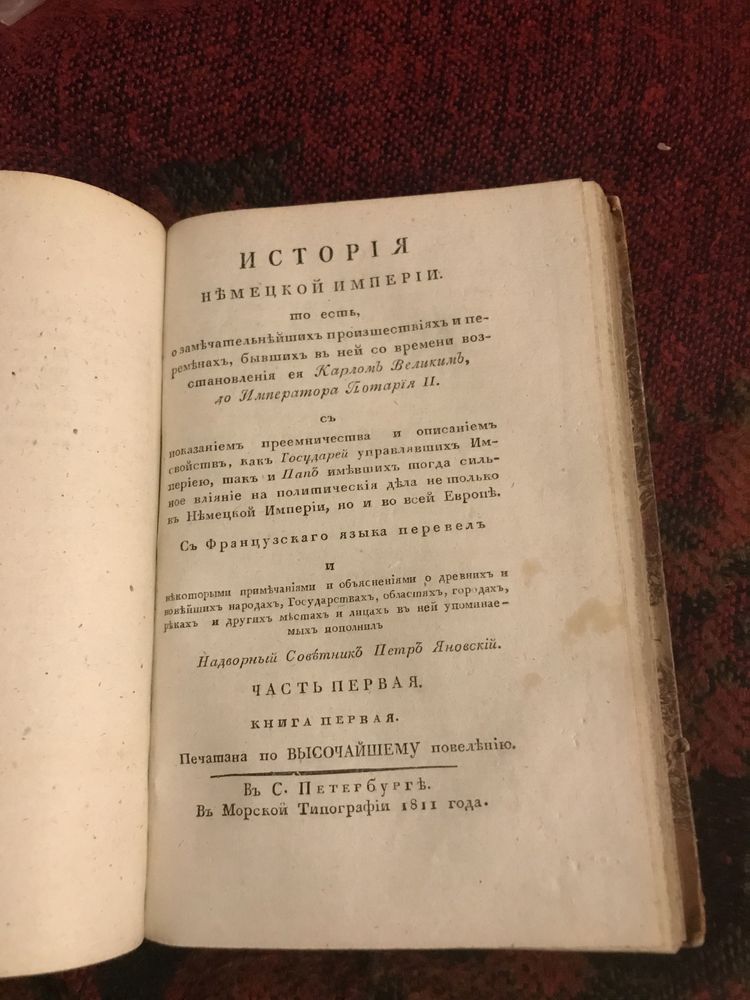 ИСТОРІЯ
НѢМЕЦКОЙ ИМПЕРІИ.
то есть,
о замѣчательнѣйшихъ произшествіяхъ и пе-
ремѣнахъ, бывшихъ въ ней со времени воз-
становленія ея Карломъ Великимъ,
до Императора Лотарія II.
съ
показаніемъ преемничества и описаніемъ
свойствъ, какъ Государей управлявшихъ Им-
періею, такъ и Папъ имѣвшихъ тогда силь-
ное вліяніе на политическія дѣла не только
въ Нѣмецкой Имперіи, но и во всей Европѣ.
Съ Французскаго языка перевелъ
и
нѣкоторыми примѣчаніями и объясненіями о древнихъ и
новѣйшихъ народахъ, Государствахъ, областяхъ, городахъ,
рѣкахъ и другихъ мѣстахъ и лицахъ въ ней упоминае-
мыхъ пополнилъ
Надворный Совѣтникъ Петръ Яновскій.
ЧАСТЬ ПЕРВАЯ.
КНИГА ПЕРВАЯ.
Печатана по ВЫСОЧАЙШЕМУ повелѣнію.
Въ С. Петербургѣ.
Въ Морской Типографіи 1811 года.